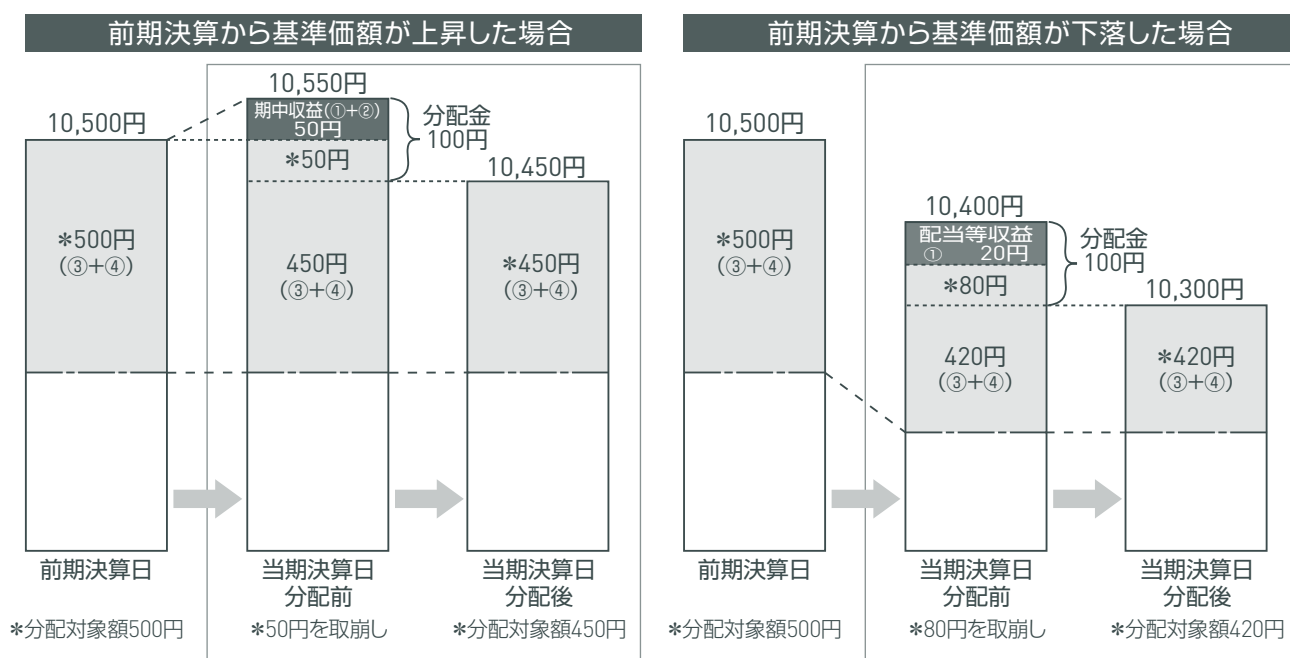 前期決算から基準価額が上昇した場合
10,500円
*500円
(③+④)
前期決算日
*分配対象額500円
10,550円
期中収益(①+②)
50円
*50円
450円
(③+④)
分配金
100円
当期決算日
分配前
*50円を取崩し
10,450円
*450円
(③+④)
当期決算日
分配後
*分配対象額450円
前期決算から基準価額が下落した場合
10,500円
*500円
(③+④)
前期決算日
*分配対象額500円
10,400円
配当等収益
① 20円
*80円
420円
(③+④)
分配金
100円
当期決算日
分配前
*80円を取崩し
10,300円
*420円
(③+④)
当期決算日
分配後
*分配対象額420円